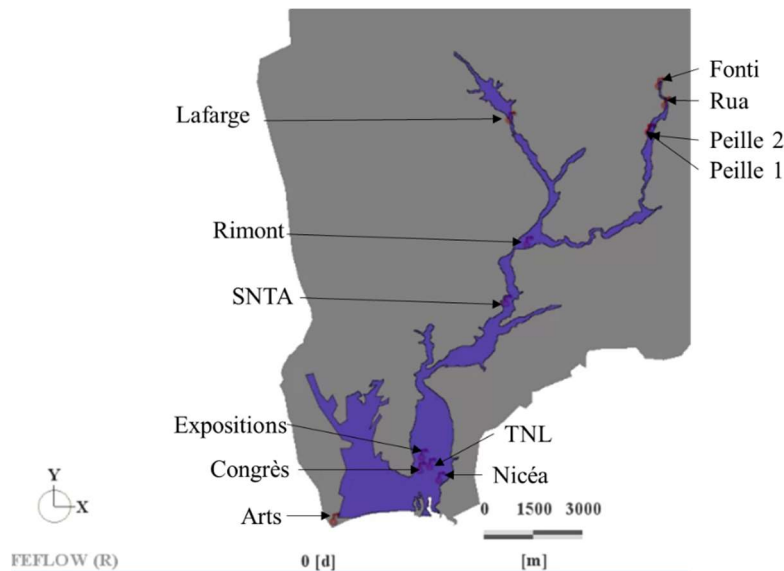 Fonti
Rua
Lafarge
Peille 2
Peille 1
Rimont
SNTA
Expositions
TNL
Congrès
Nicéa
Y
X
Arts
0 1500 3000
FEFLOW (R)
0 [d]
[m]